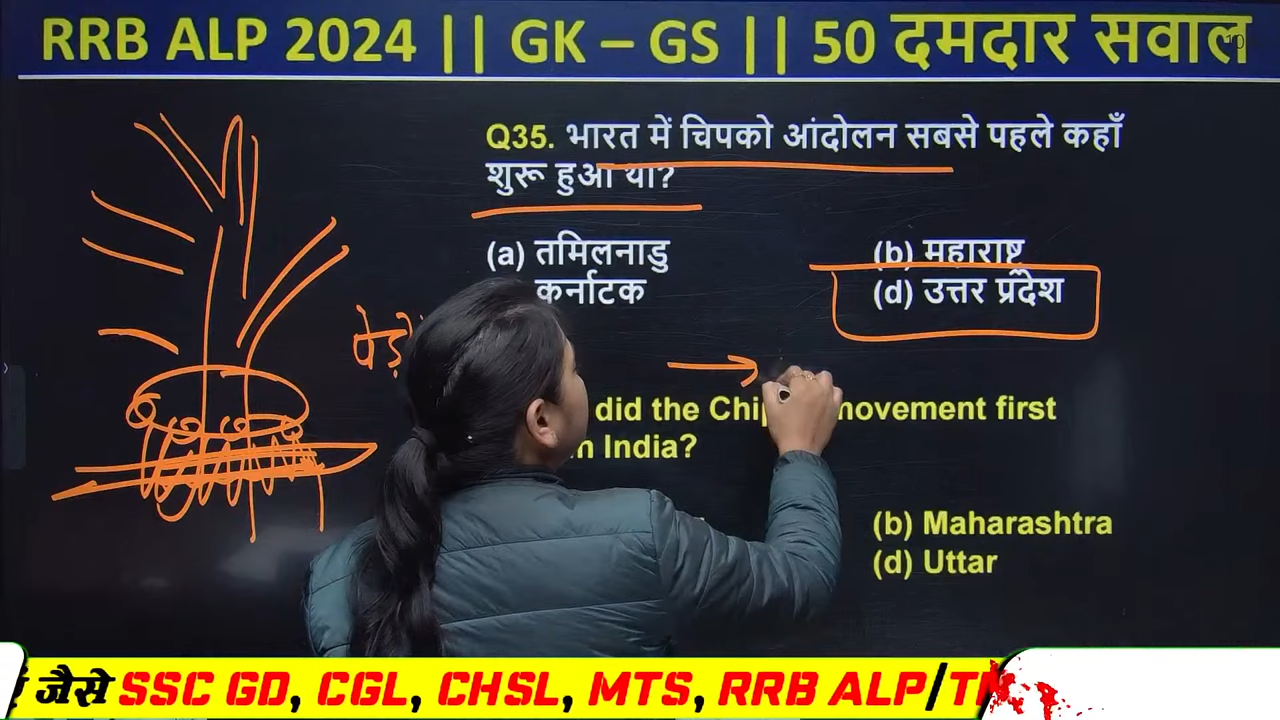 RRB ALP 2024 || GK – GS || 50 दमदार सवाल
Q35. भारत में चिपको आंदोलन सबसे पहले कहाँ
शुरू हुआ था?
(a) तमिलनाडु (b) महाराष्ट्र
कर्नाटक (d) उत्तर प्रदेश
पेड़
did the movement first
India?
(b) Maharashtra
(d) Uttar
जैसे SSC GD, CGL, CHSL, MTS, RRB ALP/